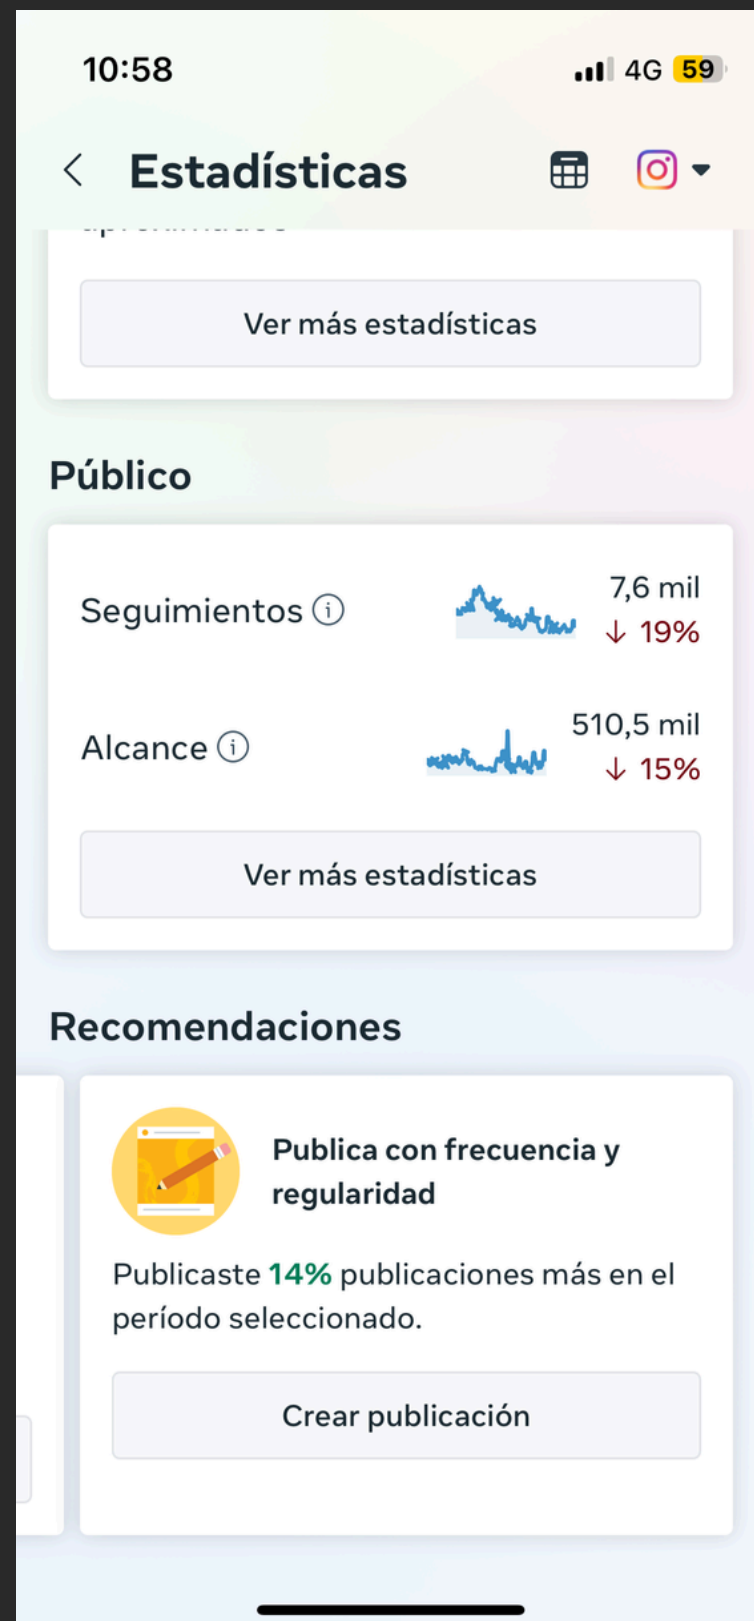 10:58
4G 59
Estadísticas
Ver más estadísticas
Público
Seguimientos
7,6 mil
↓ 19%
Alcance
510,5 mil
↓ 15%
Ver más estadísticas
Recomendaciones
Publica con frecuencia y
regularidad
Publicaste 14% publicaciones más en el
período seleccionado.
Crear publicación